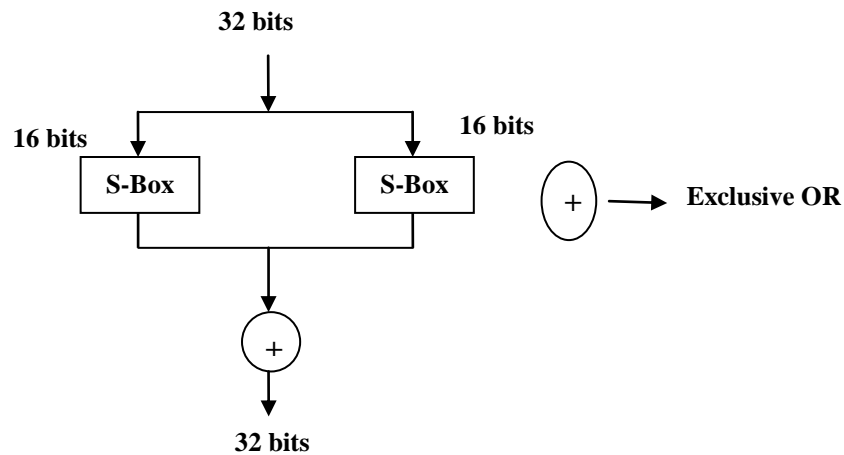 32 bits
16 bits
16 bits
S-Box
S-Box
+
Exclusive OR
+
32 bits